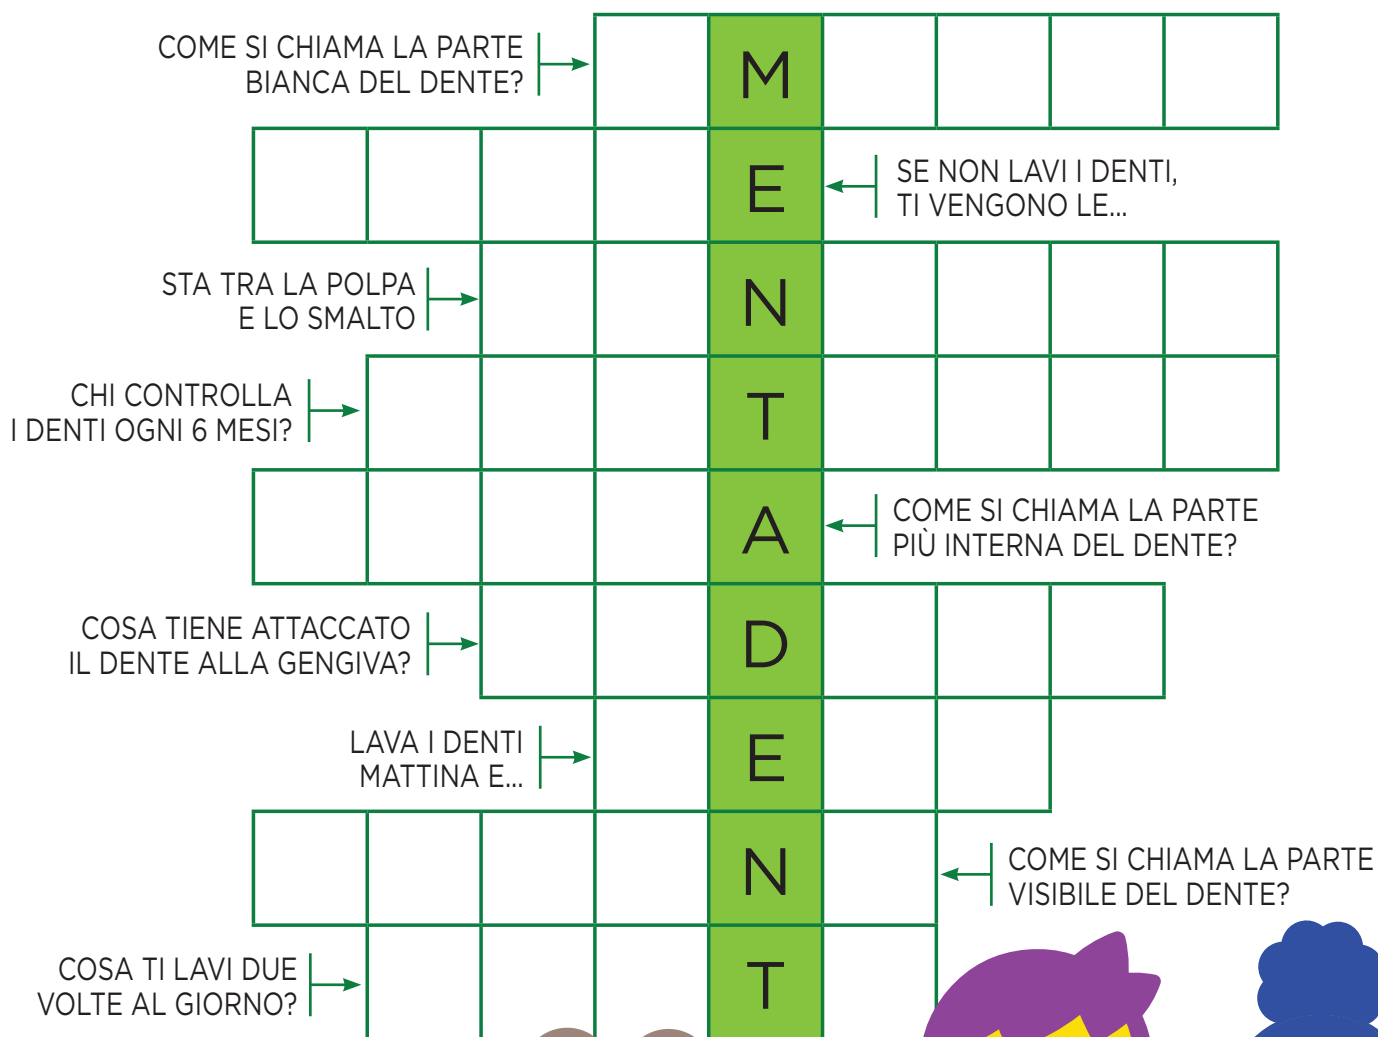 COME SI CHIAMA LA PARTE
BIANCA DEL DENTE?
M
E
SE NON LAVI I DENTI,
TI VENGONO LE...
STA TRA LA POLPA
E LO SMALTO
N
CHI CONTROLLA
I DENTI OGNI 6 MESI?
T
A
COME SI CHIAMA LA PARTE
PIÙ INTERNA DEL DENTE?
COSA TIENE ATTACCATO
IL DENTE ALLA GENGIVA?
D
LAVA I DENTI
MATTINA E...
E
N
COME SI CHIAMA LA PARTE
VISIBILE DEL DENTE?
COSA TI LAVI DUE
VOLTE AL GIORNO?
T